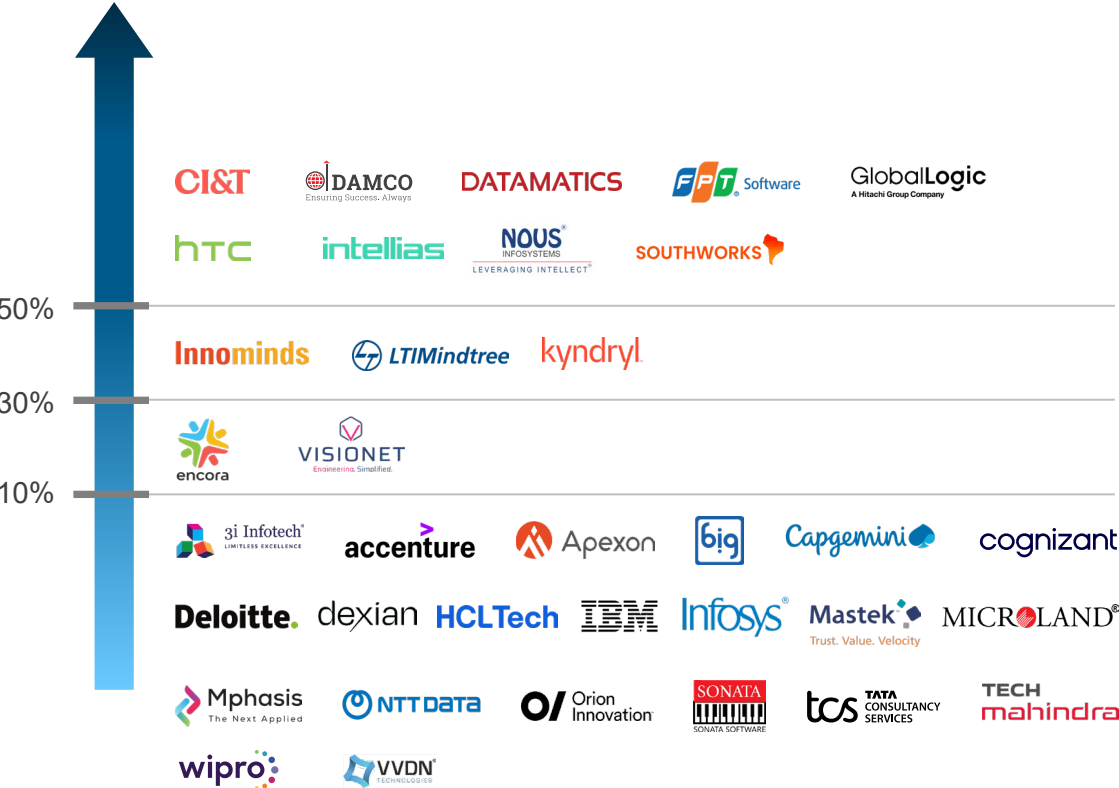 CI&T DAMCO DATAMATICS FPT® Software GlobalLogic
Ensuring Success. Always
A Hitachi Group Company
hTC intellias NOUS® SOUTHWORKS
INFOSYSTEMS
LEVERAGING INTELLECT®
50%
Innominds LTIMindtree kyndryl
30%
encora VISIONET
Engineering. Simplified.
10%
3i Infotech® accenture Apexon big Capgemini cognizant
LIMITLESS EXCELLENCE
Deloitte. dexian HCLTech IBM Infosys® Mastek MICROLAND®
Trust. Value. Velocity
Mphasis NTT DATA Orion SONATA tcs TATA TECH
The Next Applied Innovation SONATA SOFTWARE CONSULTANCY mahindra
SERVICES
wipro VVDN®
TECHNOLOGIES